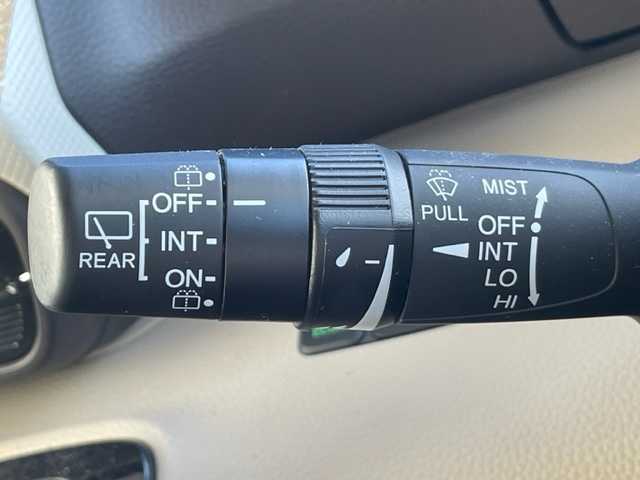 OFF
INT
REAR
ON
MIST
PULL
OFF
INT
LO
HI